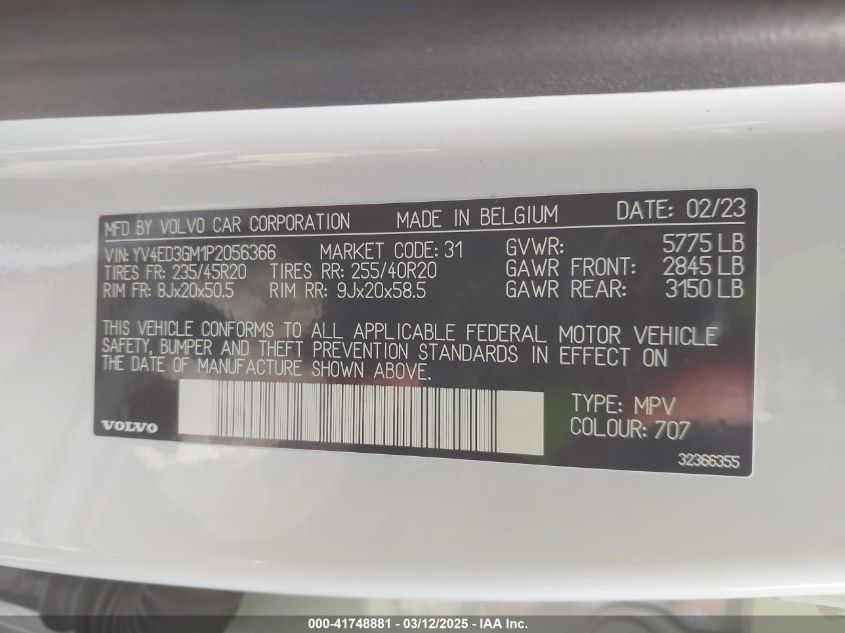 MFD BY VOLVO CAR CORPORATION MADE IN BELGIUM DATE: 02/23
VIN: YV4ED3GM1P2056366 MARKET CODE: 31 GVWR: 5775 LB
TIRES FR: 235/45R20 TIRES RR: 255/40R20 GAWR FRONT: 2845 LB
RIM FR: 8Jx20x50.5 RIM RR: 9Jx20x58.5 GAWR REAR: 3150 LB
THIS VEHICLE CONFORMS TO ALL APPLICABLE FEDERAL MOTOR VEHICLE
SAFETY, BUMPER AND THEFT PREVENTION STANDARDS IN EFFECT ON
THE DATE OF MANUFACTURE SHOWN ABOVE.
TYPE: MPV
VOLVO COLOUR: 707
32366355
000-41748881 - 03/12/2025 - IAA Inc.